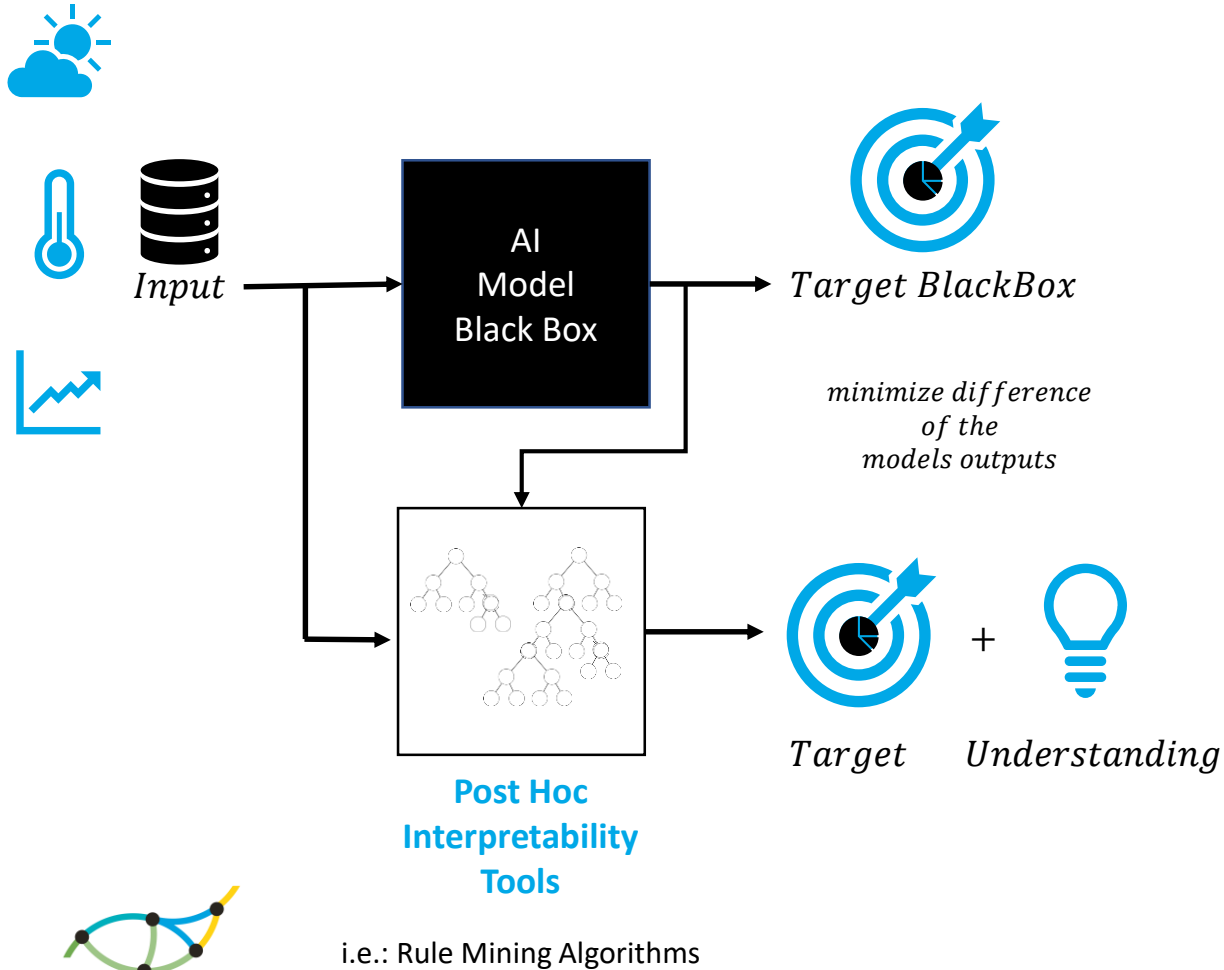 AI
Model
Black Box
Input
Target BlackBox
minimize difference
of the
models outputs
Target
+
Understanding
Post Hoc
Interpretability
Tools
i.e.: Rule Mining Algorithms